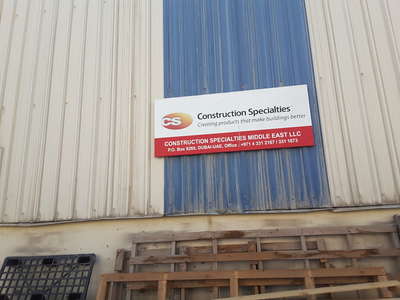 CS
Construction Specialties
Creating products that make buildings better
CONSTRUCTION SPECIALTIES MIDDLE EAST LLC
P.O. Box 9265, DUBAI-UAE, Office : +971 4 331 2167 / 331 1673